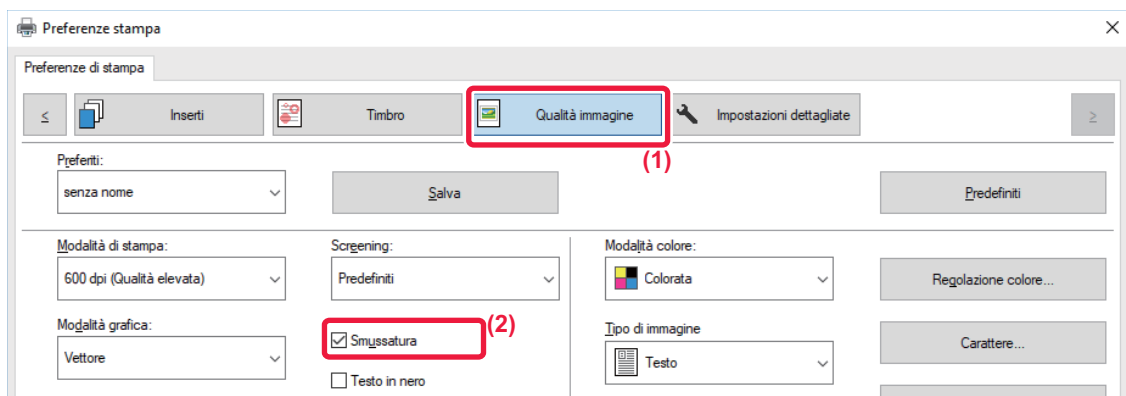 Preferenze stampa
Preferenze di stampa
< Inserti Timbro Qualità immagine Impostazioni dettagliate >
(1)
Preferiti:
senza nome Salva Predefiniti
Modalità di stampa: Screening: Modalità colore:
600 dpi (Qualità elevata) Predefiniti Colorata Regolazione colore...
Modalità grafica: (2) Tipo di immagine
Vettore Smussatura Testo Carattere...
Testo in nero